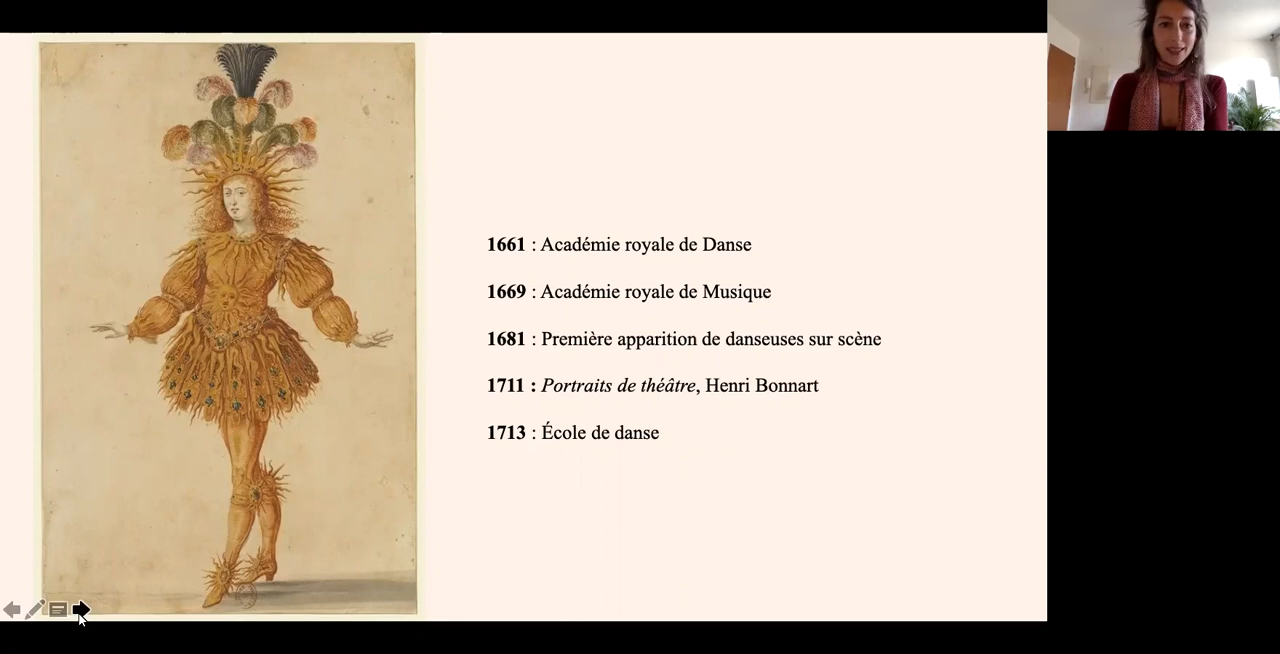 1661 : Académie royale de Danse
1669 : Académie royale de Musique
1681 : Première apparition de danseuses sur scène
1711 : Portraits de théâtre, Henri Bonnart
1713 : École de danse